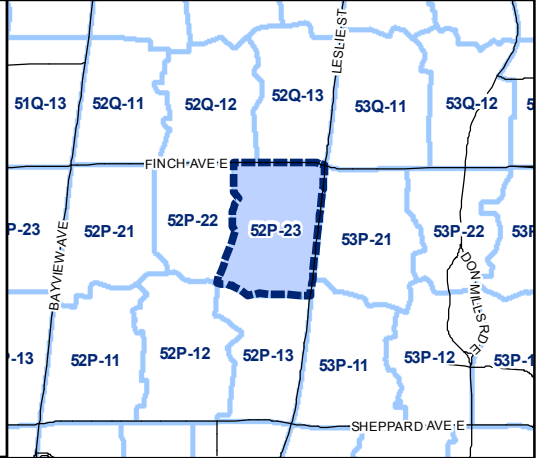 LESLIE ST
51Q-13
52Q-11
52Q-12
52Q-13
53Q-11
53Q-12
5
FINCH AVE E
P-23
52P-21
52P-22
52P-23
53P-21
53P-22
53P
BAYVIEW AVE
DON MILLS RD E
-13
52P-11
52P-12
52P-13
53P-11
53P-12
53P-1
SHEPPARD AVE E